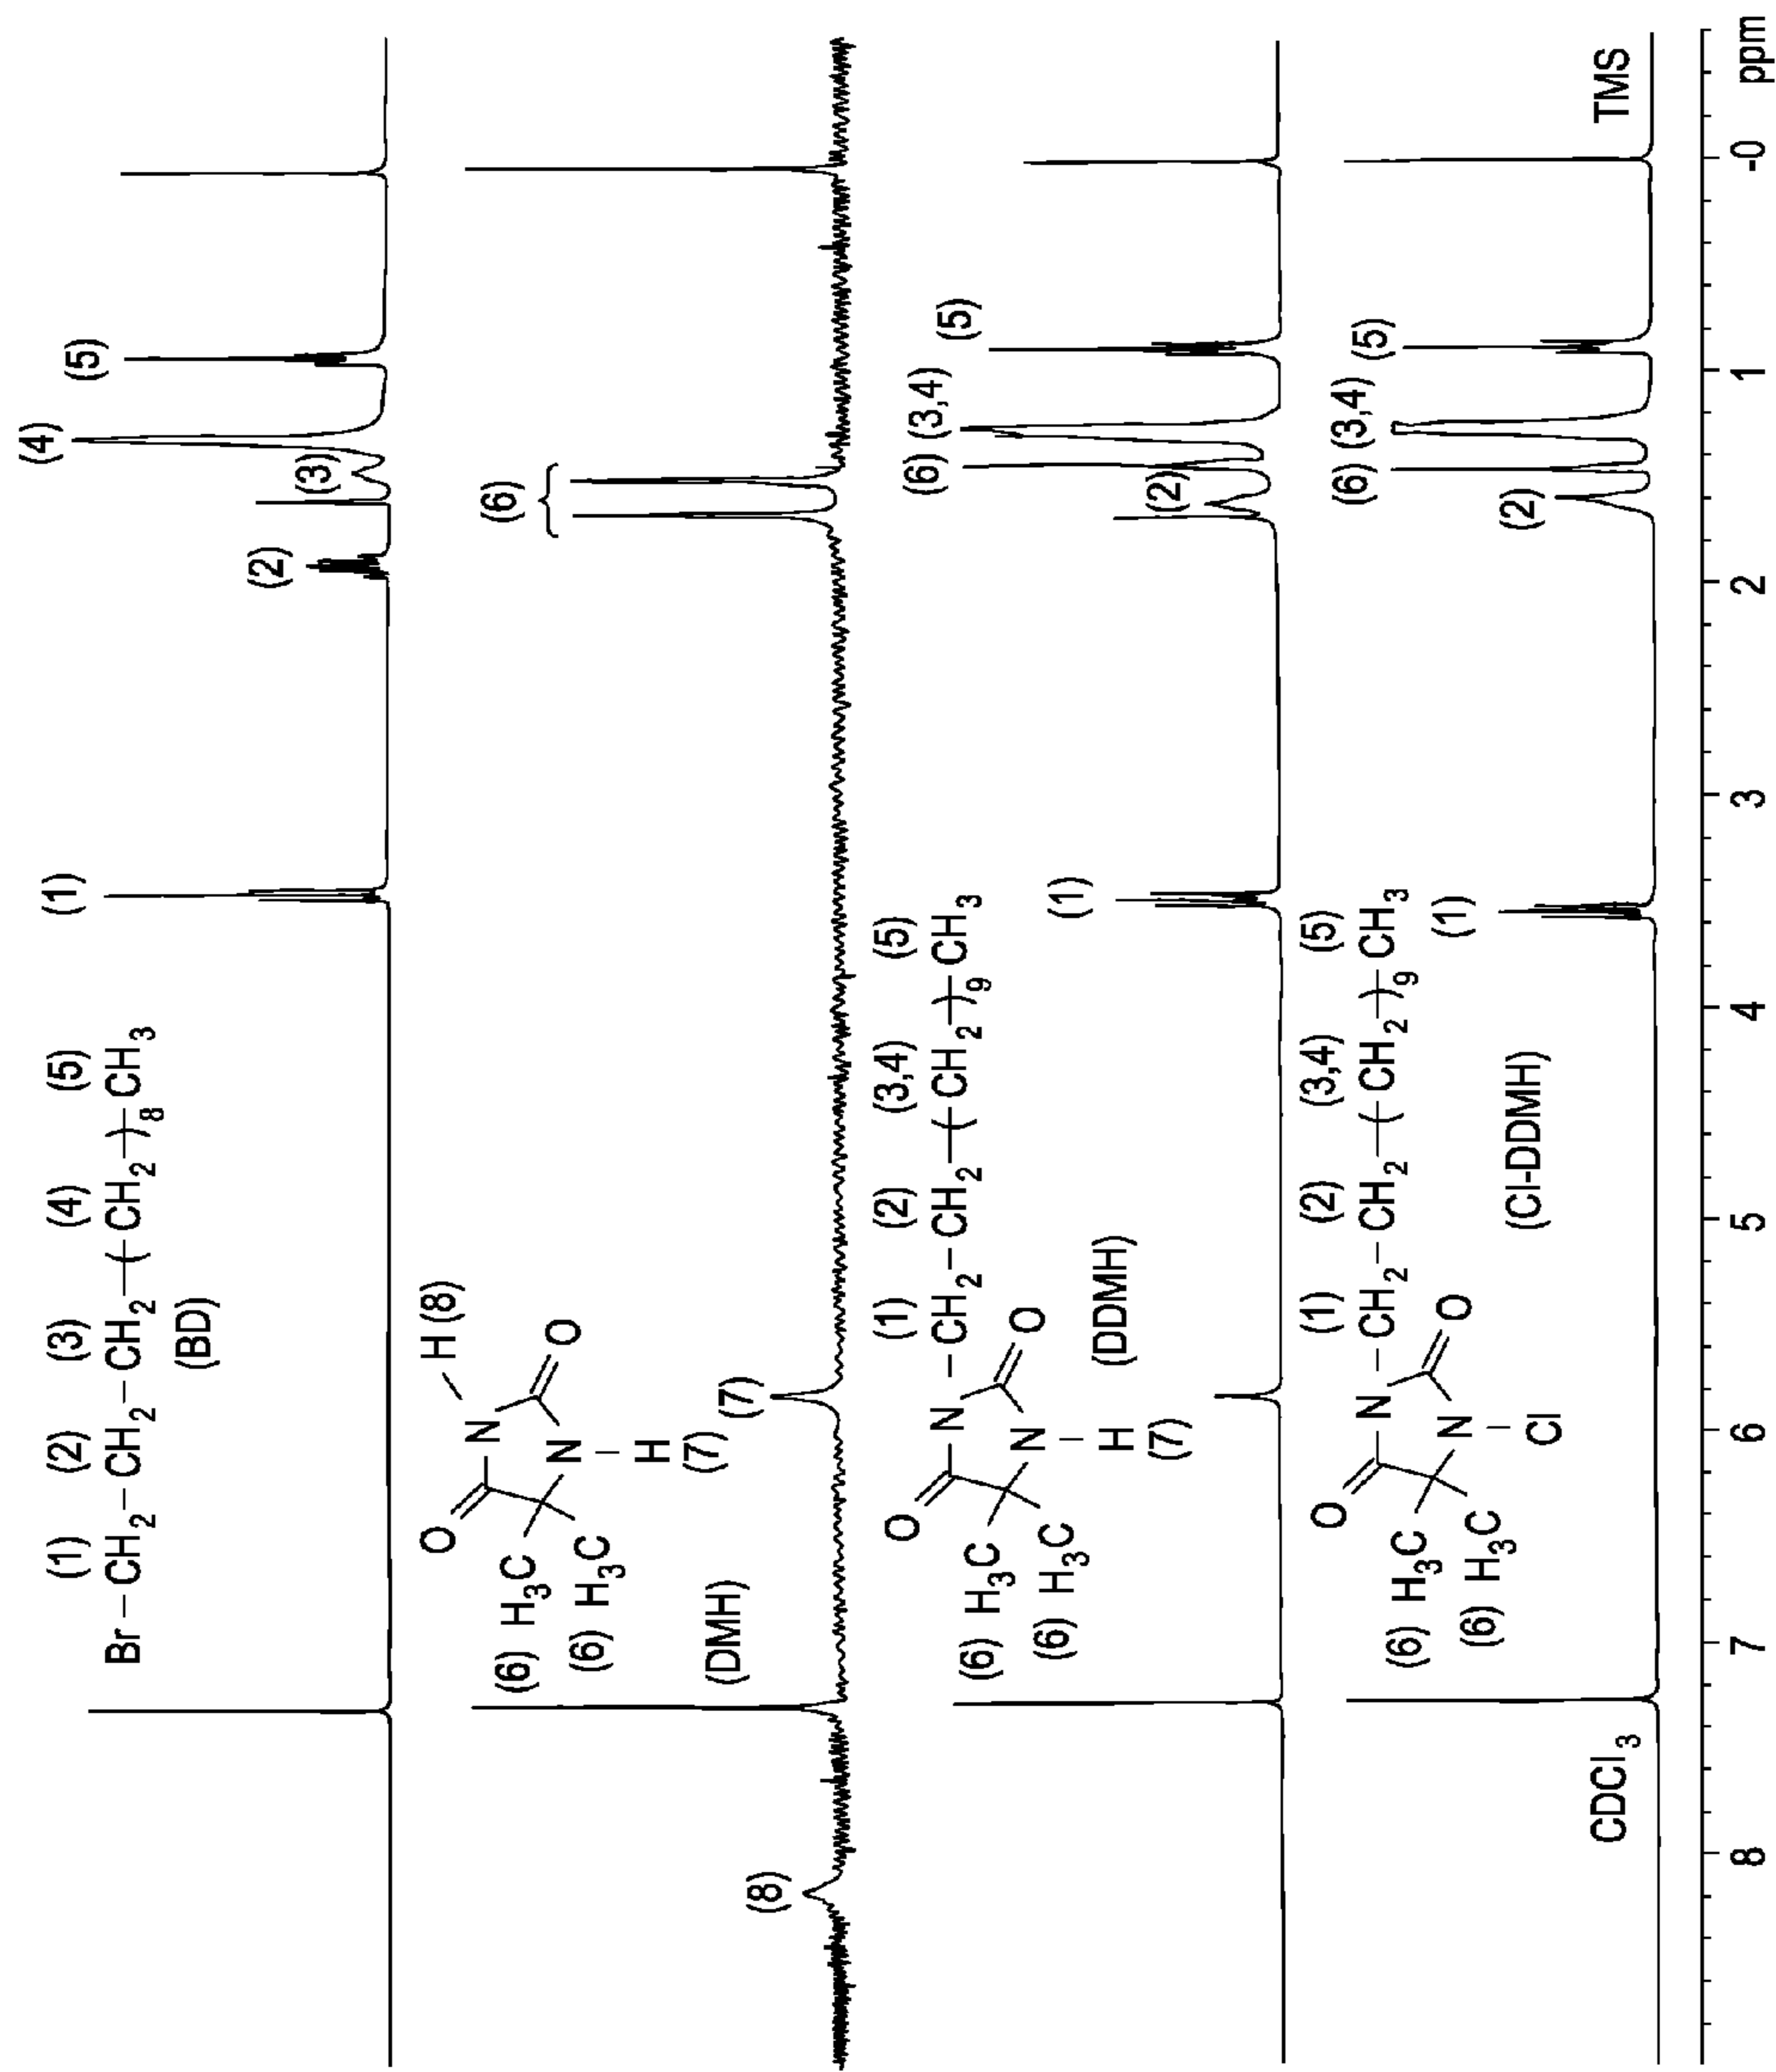 (1) (2) (3) (4) (5)
Br–CH2–CH2–CH2–(CH2)8–CH3
(BD)
(1) (2) (3) (4) (5)
H (8)
N
O
O
N–H
(7)
(6) H3C
(6) H3C
(DMH)
(8) (7) (6)
(1) (2) (3,4) (5)
N–CH2–CH2–(CH2)9–CH3
O
O
N–H
(7)
(6) H3C
(6) H3C
(DDMH)
(1) (2) (6) (3,4) (5)
(1) (2) (3,4) (5)
N–CH2–CH2–(CH2)9–CH3
O
O
N–Cl
(6) H3C
(6) H3C
(Cl-DDMH)
(1) (2) (6) (3,4) (5)
CDCl3 TMS
8 7 6 5 4 3 2 1 -0 ppm